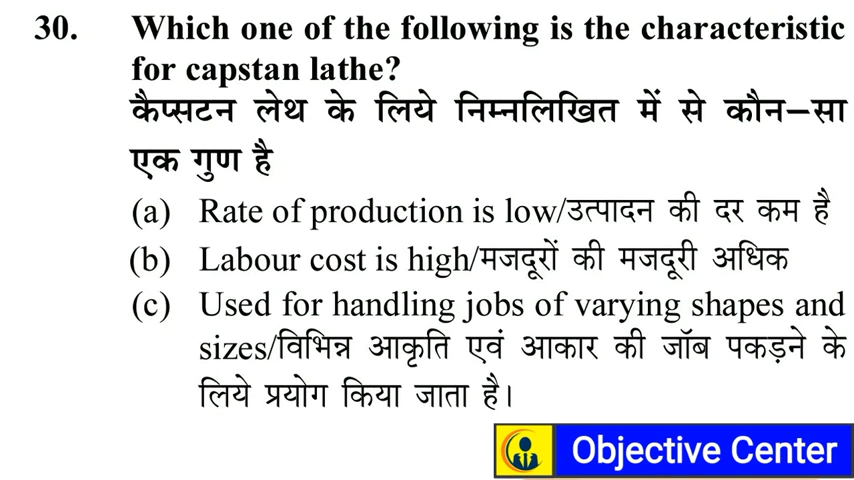 30. Which one of the following is the characteristic
for capstan lathe?
कैप्सटन लेथ के लिये निम्नलिखित में से कौन–सा
एक गुण है
(a) Rate of production is low/उत्पादन की दर कम है
(b) Labour cost is high/मजदूरों की मजदूरी अधिक
(c) Used for handling jobs of varying shapes and
sizes/विभिन्न आकृति एवं आकार की जॉब पकड़ने के
लिये प्रयोग किया जाता है।
Objective Center